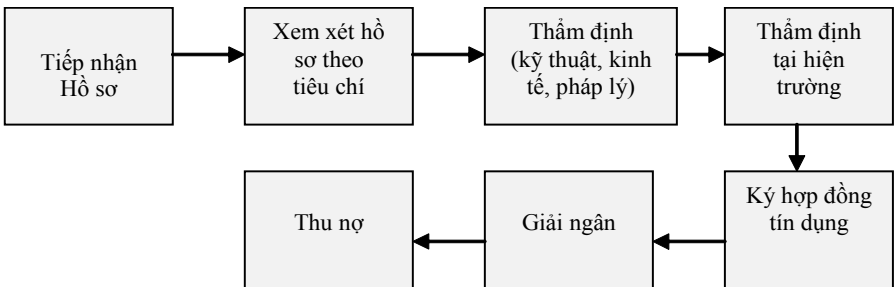 Tiếp nhận
Hồ sơ
Xem xét hồ
sơ theo
tiêu chí
Thẩm định
(kỹ thuật, kinh
tế, pháp lý)
Thẩm định
tại hiện
trường
Ký hợp đồng
tín dụng
Giải ngân
Thu nợ